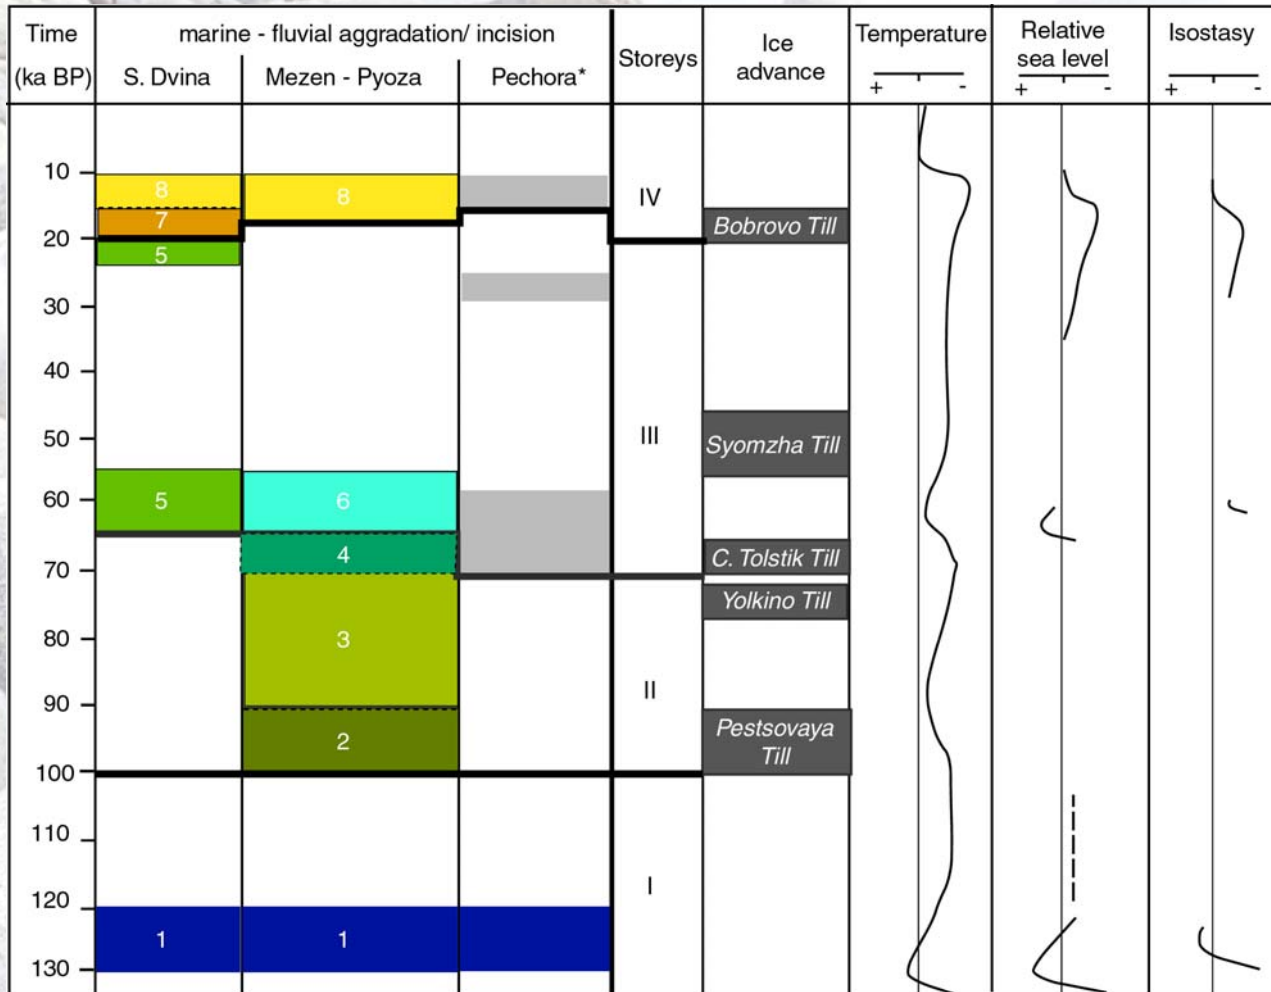 Time
(ka BP)
marine - fluvial aggradation/ incision
S. Dvina
Mezen - Pyoza
Pechora*
Storeys
Ice
advance
Temperature
+ -
Relative
sea level
+ -
Isostasy
+ -
10
8
8
IV
7
Bobrovo Till
20
5
30
40
50
III
Syomzha Till
60
5
6
4
C. Tolstik Till
70
Yolkino Till
80
3
II
90
2
Pestsovaya
Till
100
110
120
I
1
1
130